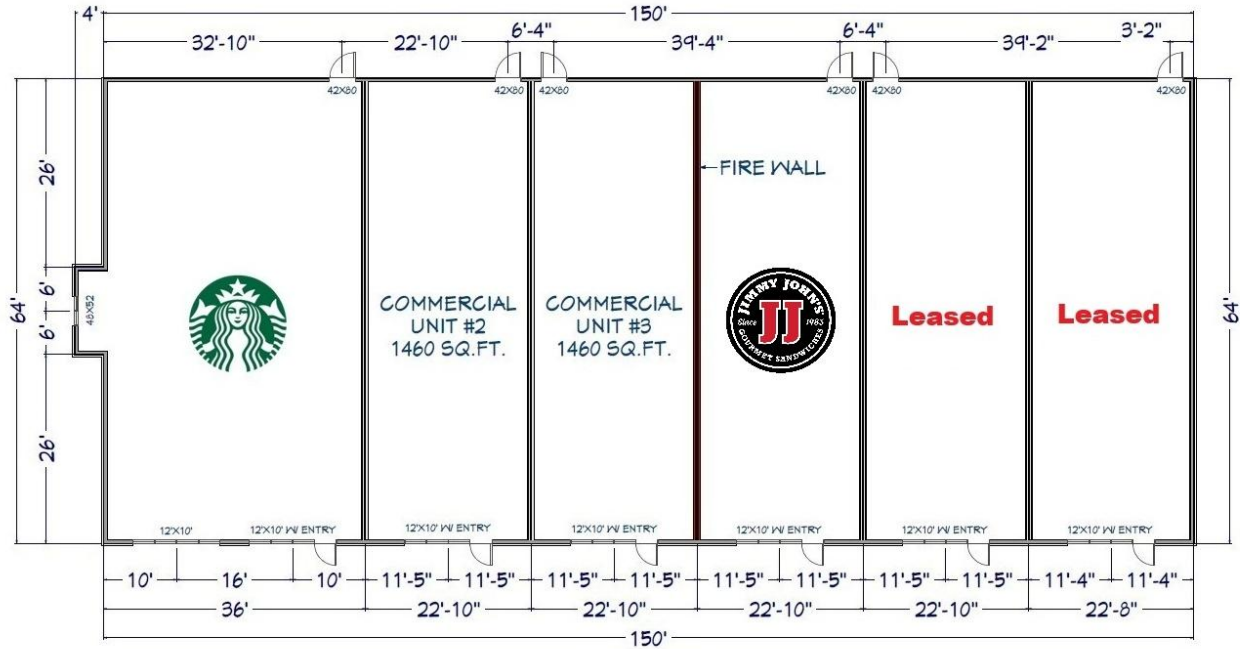 4' 150'
32'-10" 22'-10" 6'-4" 39'-4" 6'-4" 39'-2" 3'-2"
42X80 42X80 42X80 42X80 42X80 42X80
26'
FIRE WALL
64'
6'
48X52
6'
COMMERCIAL
UNIT #2
1460 SQ.FT.
COMMERCIAL
UNIT #3
1460 SQ.FT.
JIMMY JOHN'S
Since JJ 1983
GOURMET SANDWICHES
Leased
Leased
64'
26'
12'X10' 12'X10' W/ ENTRY 12'X10' W/ ENTRY 12'X10' W/ ENTRY 12'X10' W/ ENTRY 12'X10' W/ ENTRY 12'X10' W/ ENTRY
10' 16' 10' 11'-5" 11'-5" 11'-5" 11'-5" 11'-5" 11'-5" 11'-5" 11'-5" 11'-4" 11'-4"
36' 22'-10" 22'-10" 22'-10" 22'-10" 22'-8"
150'